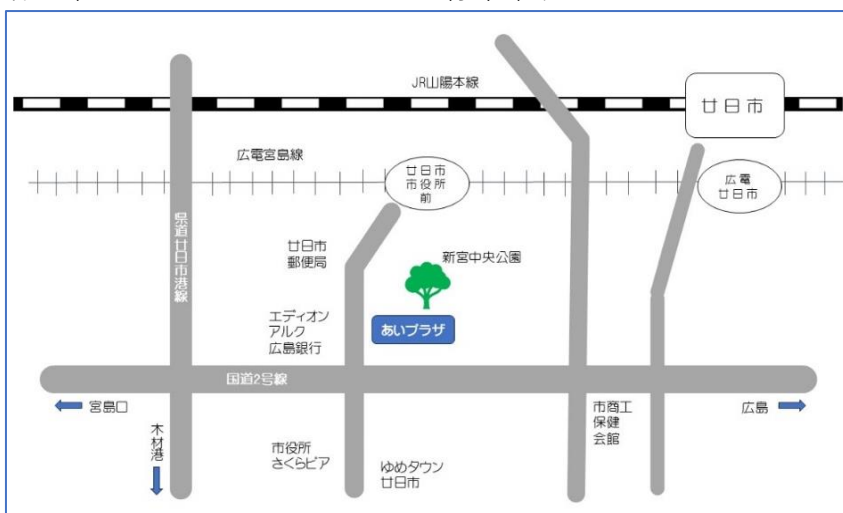 JR山陽本線
廿日市
広電宮島線
廿日市
市役所
前
広電
廿日市
県道廿日市港線
廿日市
郵便局
新宮中央公園
エディオン
アルク
広島銀行
あいプラザ
国道2号線
宮島口
木材港
市商工
保健
会館
広島
市役所
さくらピア
ゆめタウン
廿日市